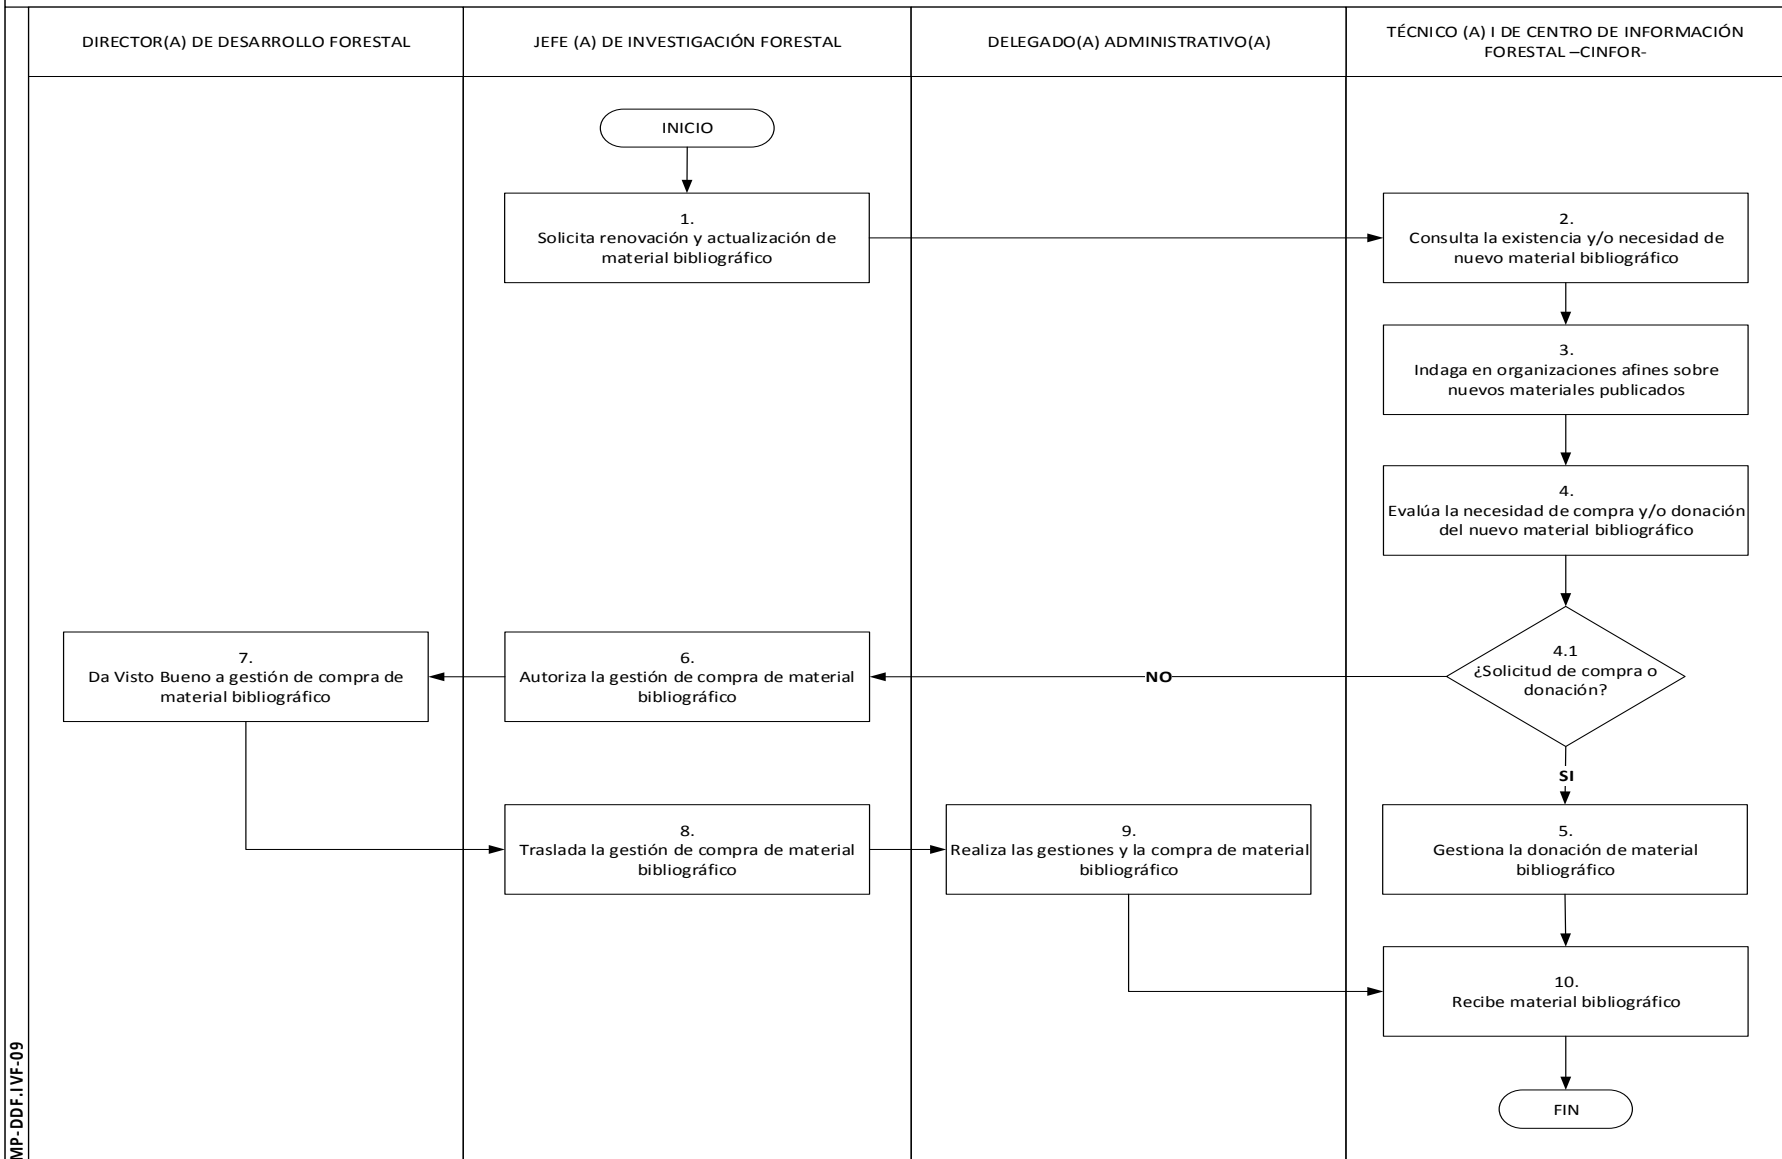 DIRECTOR(A) DE DESARROLLO FORESTAL
JEFE (A) DE INVESTIGACIÓN FORESTAL
DELEGADO(A) ADMINISTRATIVO(A)
TÉCNICO (A) I DE CENTRO DE INFORMACIÓN
FORESTAL –CINFOR-
INICIO
1.
Solicita renovación y actualización de
material bibliográfico
2.
Consulta la existencia y/o necesidad de
nuevo material bibliográfico
3.
Indaga en organizaciones afines sobre
nuevos materiales publicados
4.
Evalúa la necesidad de compra y/o donación
del nuevo material bibliográfico
4.1
¿Solicitud de compra o
donación?
NO
6.
Autoriza la gestión de compra de material
bibliográfico
7.
Da Visto Bueno a gestión de compra de
material bibliográfico
SI
8.
Traslada la gestión de compra de material
bibliográfico
9.
Realiza las gestiones y la compra de material
bibliográfico
5.
Gestiona la donación de material
bibliográfico
10.
Recibe material bibliográfico
FIN
MP-DDF.IVF-09